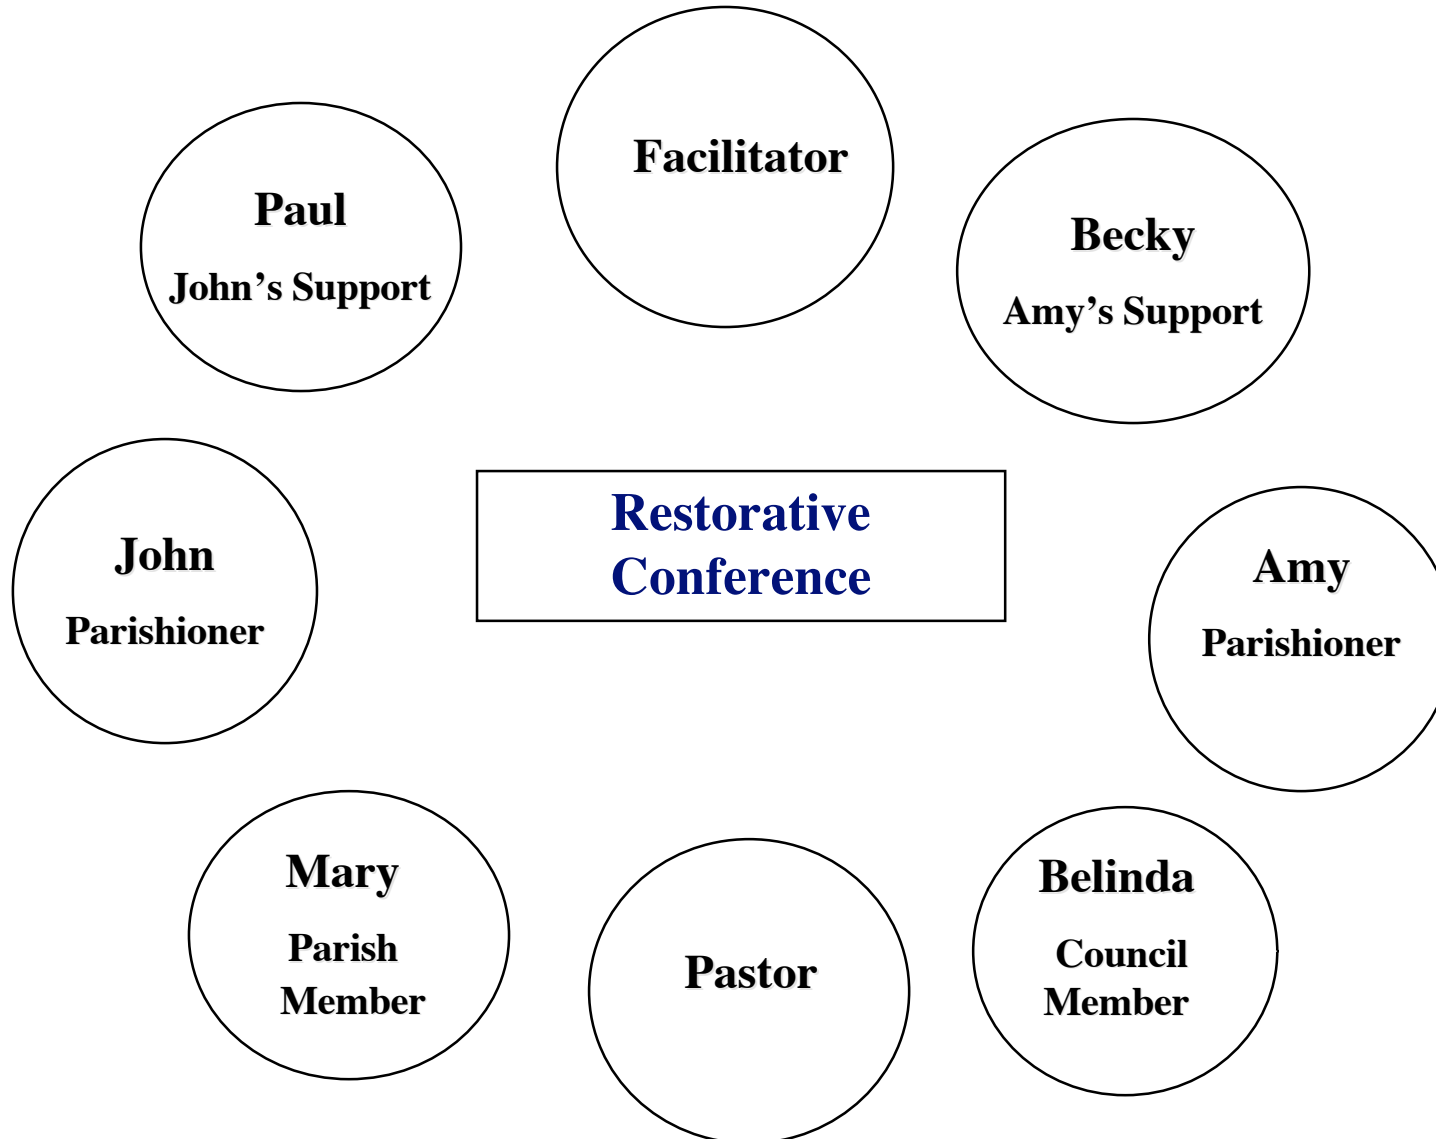 Facilitator
Paul
John’s Support
Becky
Amy’s Support
Restorative
Conference
John
Parishioner
Amy
Parishioner
Mary
Parish
Member
Pastor
Belinda
Council
Member